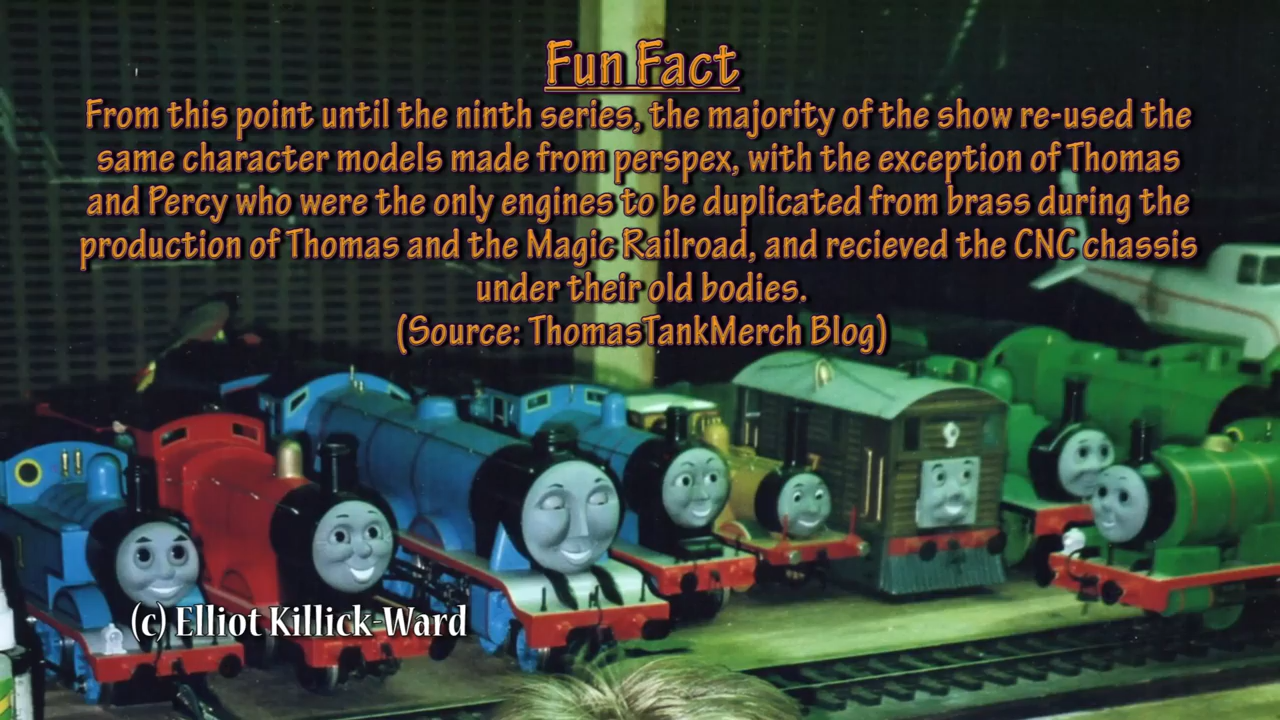 Fun Fact
From this point until the ninth series, the majority of the show re-used the
same character models made from perspex, with the exception of Thomas
and Percy who were the only engines to be duplicated from brass during the
production of Thomas and the Magic Railroad, and recieved the CNC chassis
under their old bodies.
(Source: ThomasTankMerch Blog)
(c) Elliot Killick-Ward